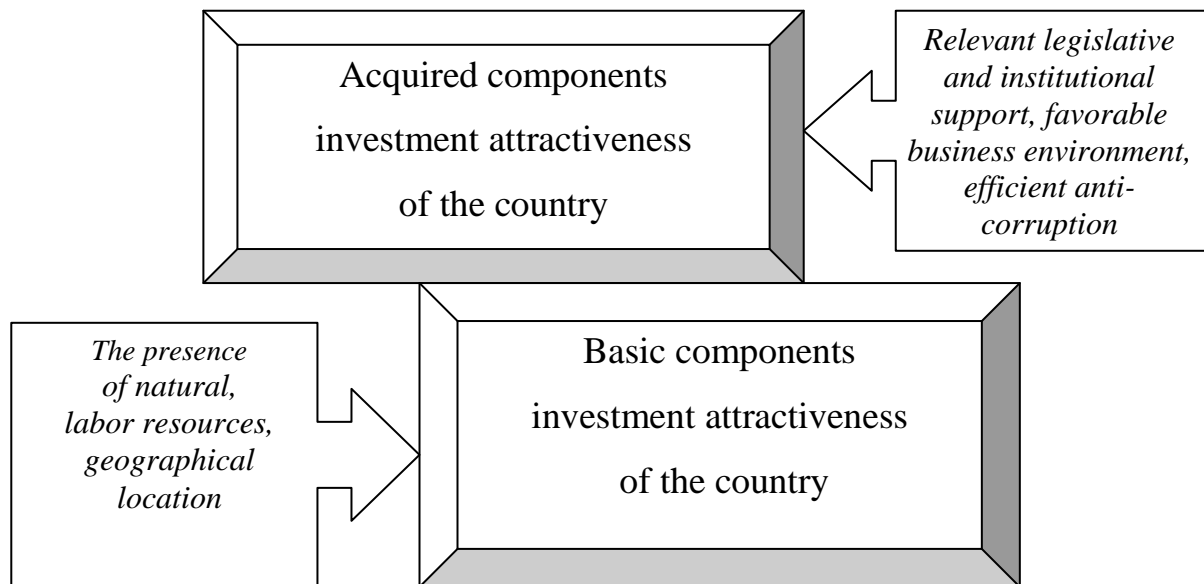 Acquired components
investment attractiveness
of the country
Relevant legislative
and institutional
support, favorable
business environment,
efficient anti-
corruption
The presence
of natural,
labor resources,
geographical
location
Basic components
investment attractiveness
of the country